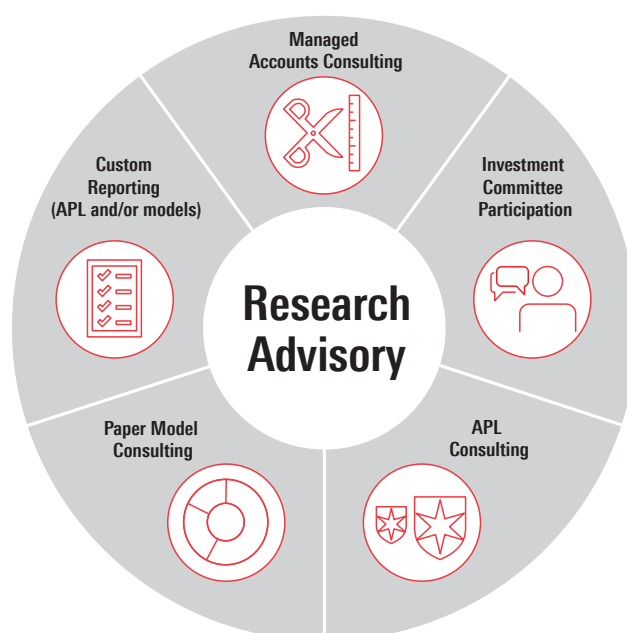 Managed
Accounts Consulting
Custom
Reporting
(APL and/or models)
Investment
Committee
Participation
Research
Advisory
Paper Model
Consulting
APL
Consulting